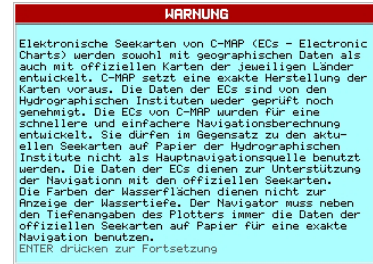 WARNUNG
Elektronische Seekarten von C-MAP (ECs - Electronic
Charts) werden sowohl mit geographischen Daten als
auch mit offiziellen Karten der jeweiligen Länder
entwickelt. C-MAP setzt eine exakte Herstellung der
Karten voraus. Die Daten der ECs sind von den
Hydrographischen Instituten weder geprüft noch
genehmigt. Die ECs von C-MAP wurden für eine
schnellere und einfachere Navigationsberechnung
entwickelt. Sie dürfen im Gegensatz zu den aktu-
ellen Seekarten auf Papier der Hydrographischen
Institute nicht als Hauptnavigationsquelle benutzt
werden. Die Daten der ECs dienen zur Unterstützung
der Navigationn mit den offiziellen Seekarten.
Die Farben der Wasserflächen dienen nicht zur
Anzeige der Wassertiefe. Der Navigator muss neben
den Tiefenangaben des Plotters immer die Daten der
offiziellen Seekarten auf Papier für eine exakte
Navigation benutzen.
ENTER drücken zur Fortsetzung